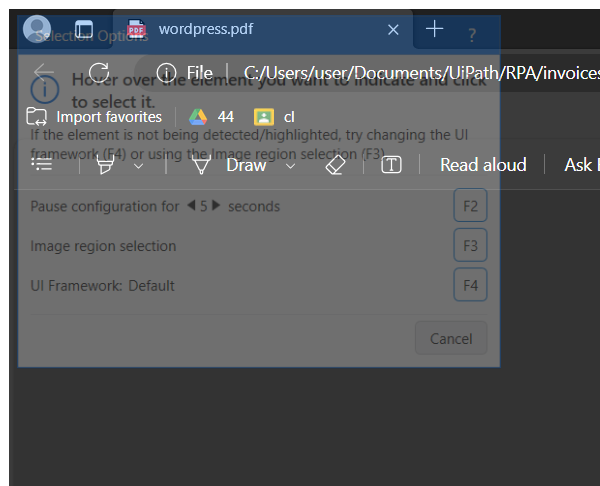 wordpress.pdf
Selection Options
?
File
C:/Users/user/Documents/UiPath/RPA/invoices
Hover over the element you want to indicate and click
to select it.
Import favorites
44
cl
If the element is not being detected/highlighted, try changing the UI
framework (F4) or using the Image region selection (F3)
Draw
T
Read aloud
Ask
Pause configuration for 5 seconds
F2
Image region selection
F3
UI Framework: Default
F4
Cancel